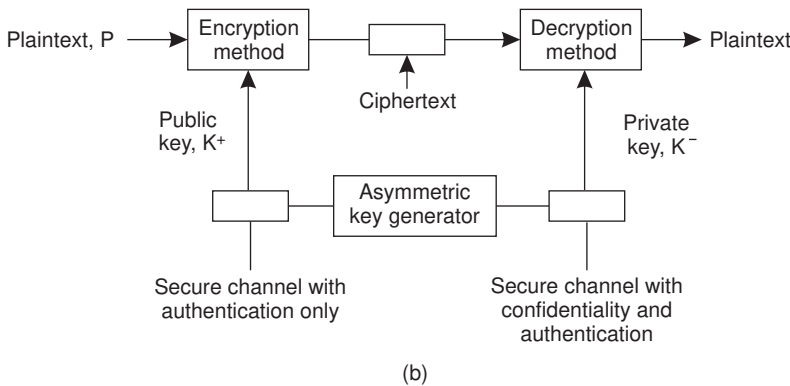 Plaintext, P
Encryption
method
Decryption
method
Plaintext
Ciphertext
Public
key, K+
Private
key, K−
Asymmetric
key generator
Secure channel with
authentication only
Secure channel with
confidentiality and
authentication
(b)